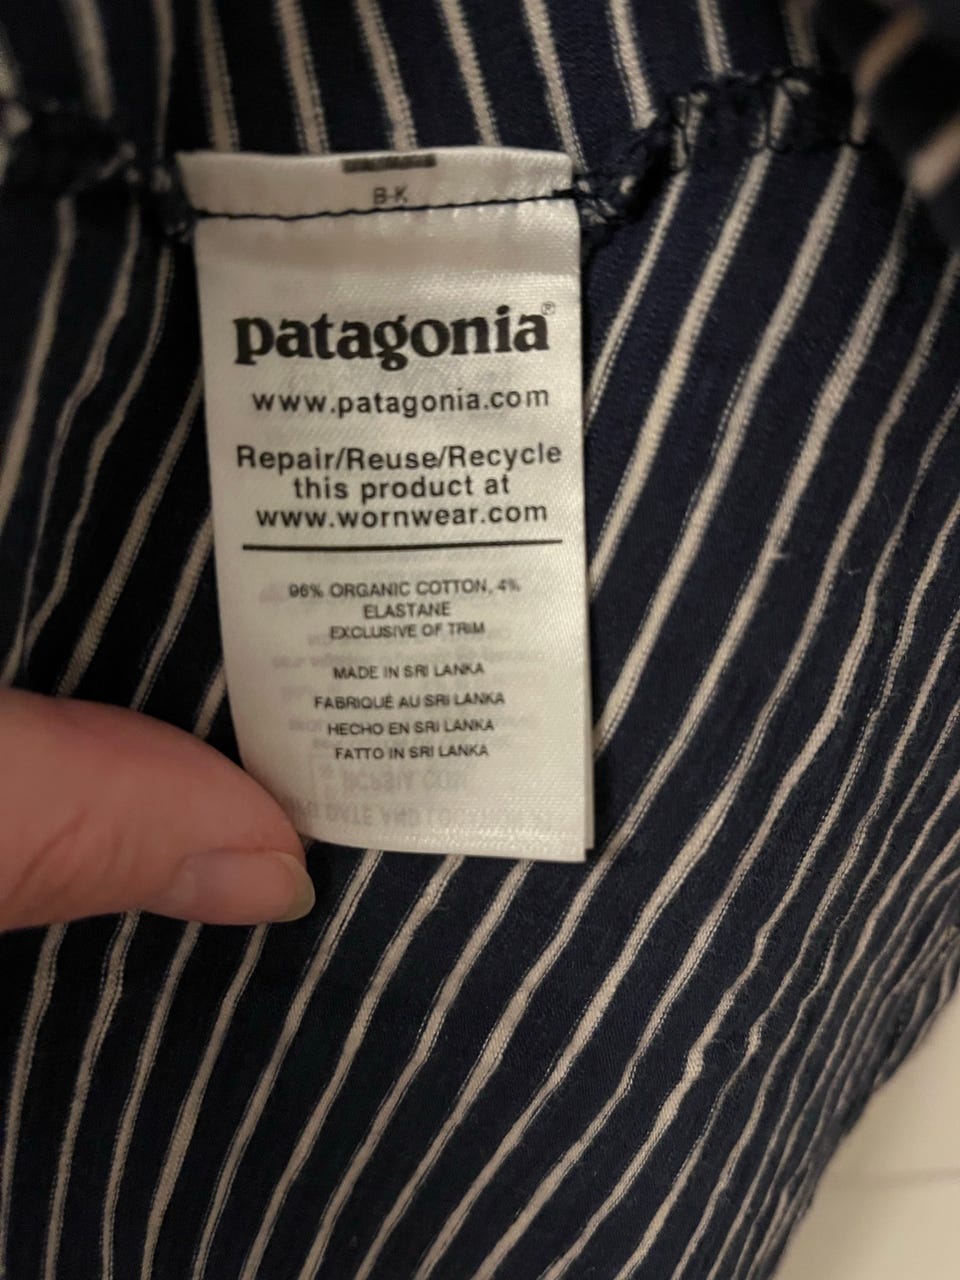 B-K
patagonia®
www.patagonia.com
Repair/Reuse/Recycle
this product at
www.wornwear.com
96% ORGANIC COTTON, 4%
ELASTANE
EXCLUSIVE OF TRIM
MADE IN SRI LANKA
FABRIQUÉ AU SRI LANKA
HECHO EN SRI LANKA
FATTO IN SRI LANKA